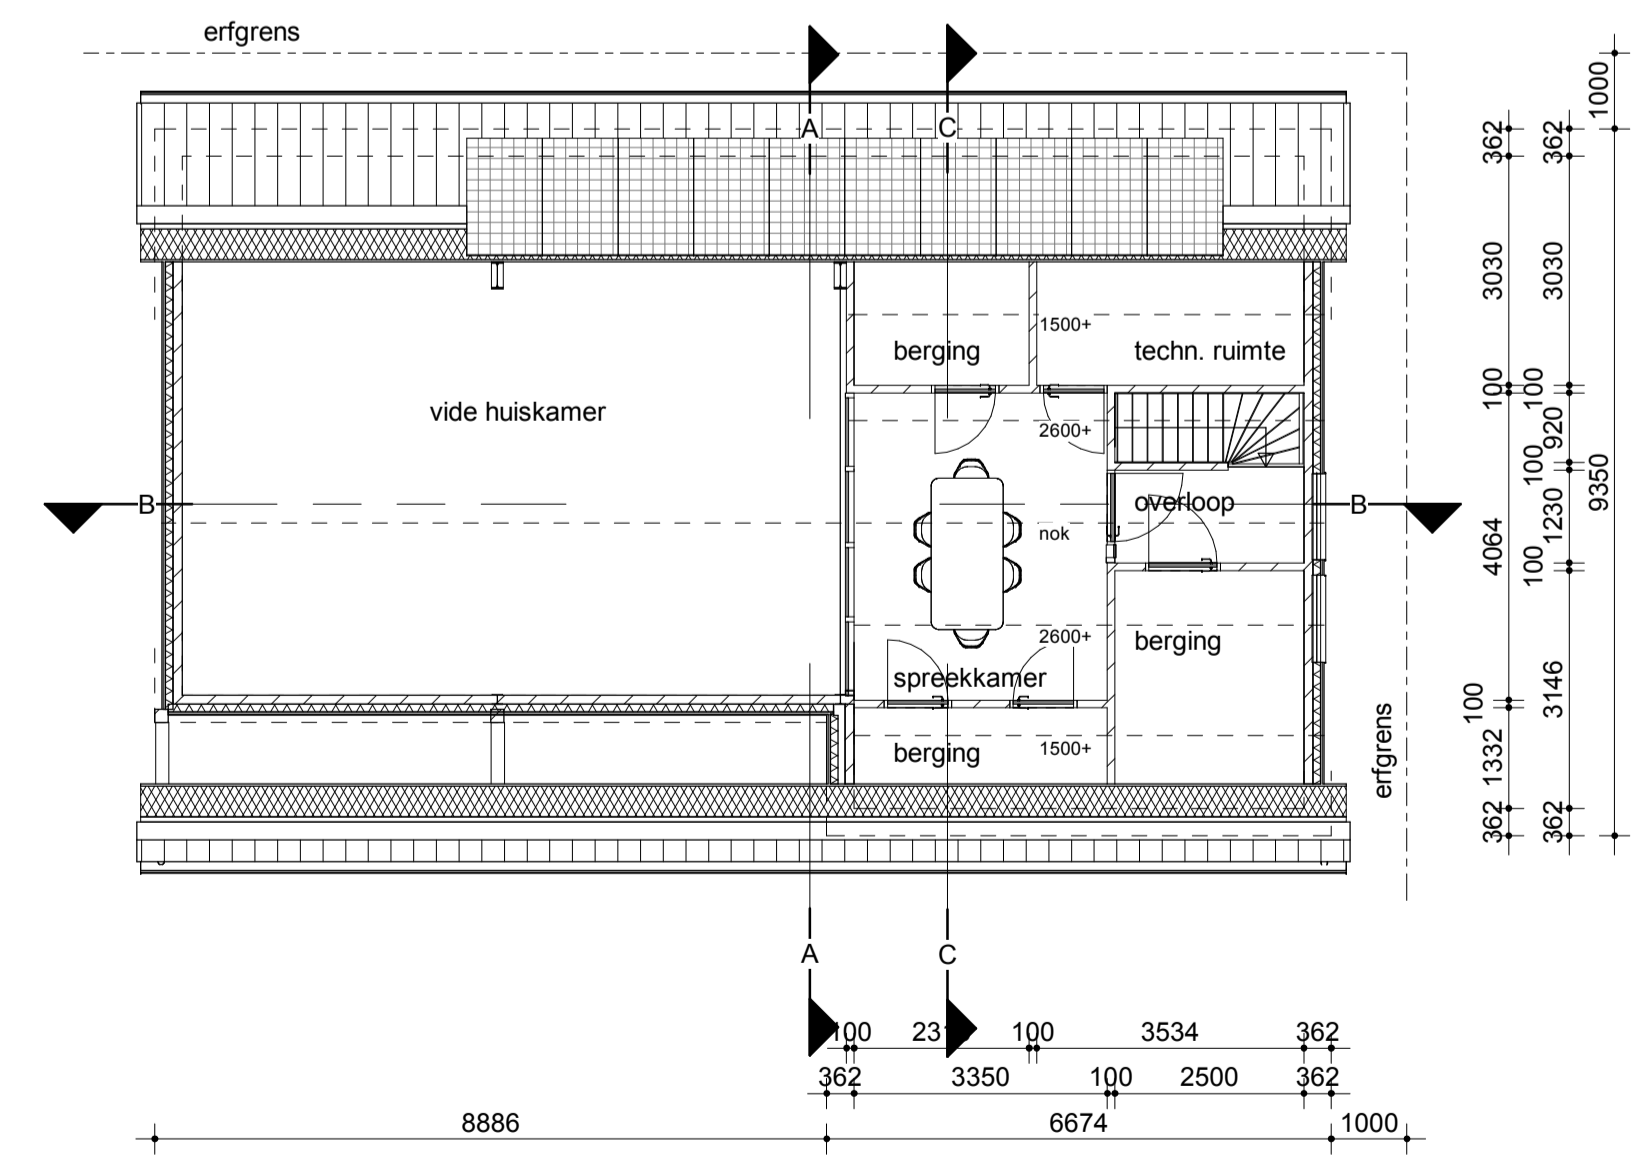 erfgrens
A
C
1000
362
362
3030
3030
1500+
berging
techn. ruimte
100
100
vide huiskamer
2600+
920
100
9350
B
overloop
B
1230
nok
4064
100
2600+
berging
spreekkamer
3146
100
berging
1500+
1332
erfgrens
362
362
A
C
100
100
3534
362
362
3350
100
2500
362
8886
6674
1000